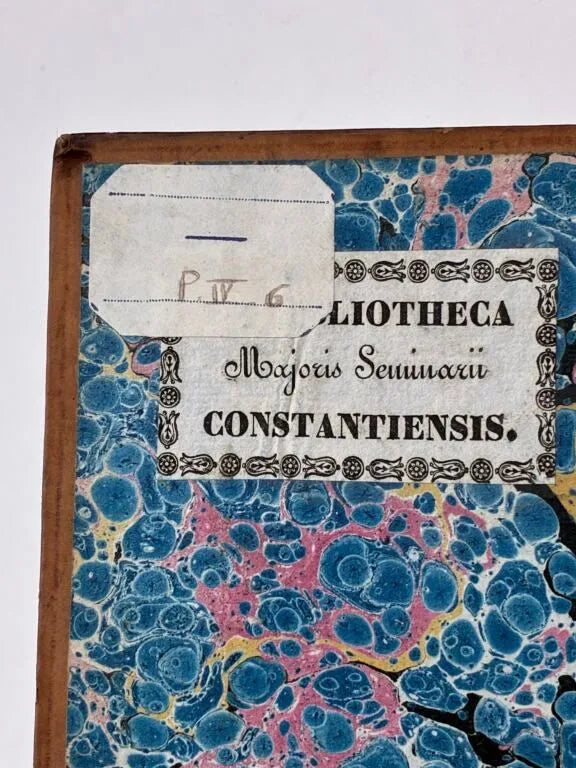 P. IV 6
LIOTHECA
Majoris Seminarii
CONSTANTIENSIS.